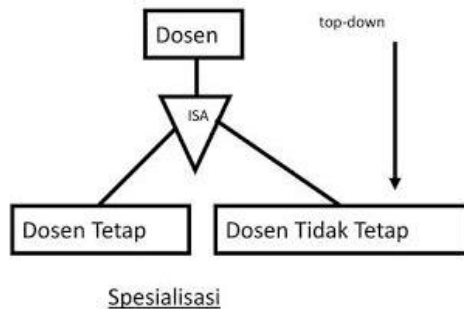 Dosen
top-down
ISA
Dosen Tetap
Dosen Tidak Tetap
Spesialisasi